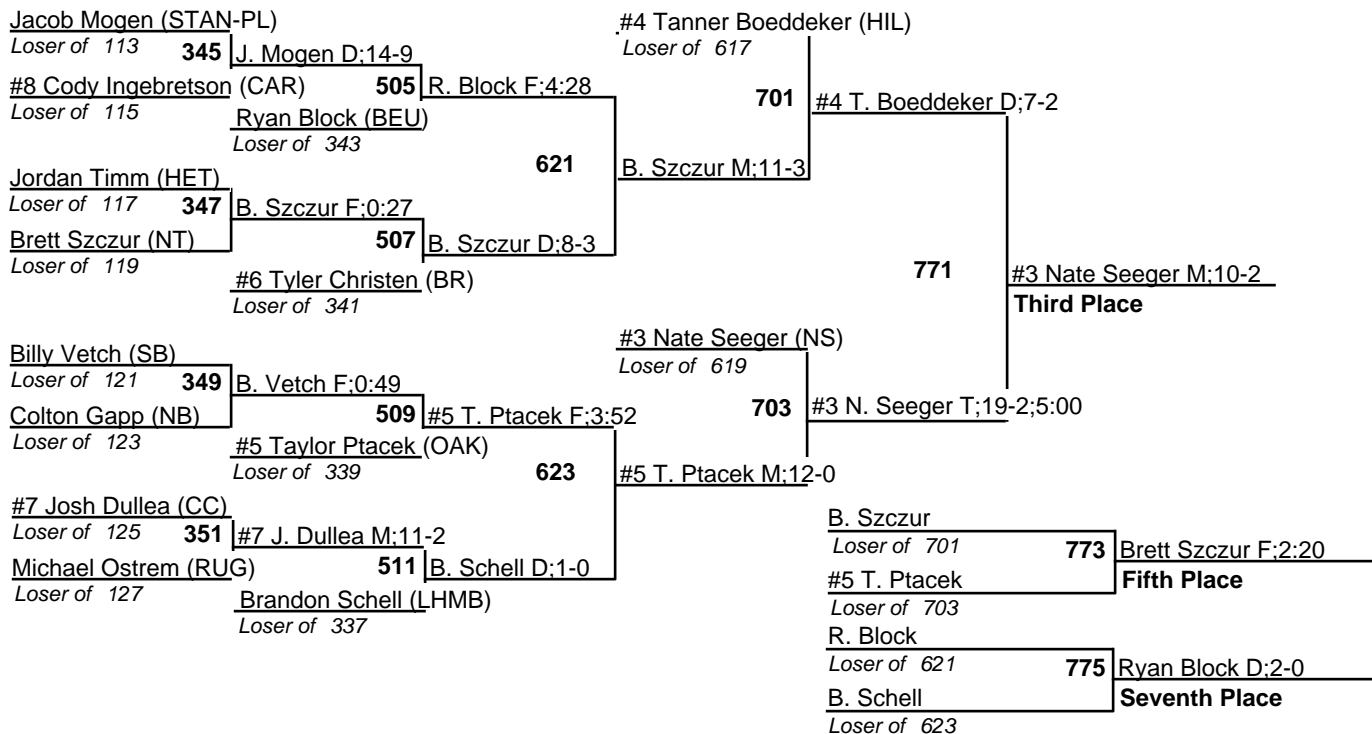 Jacob Mogen (STAN-PL)
Loser of 113
345
J. Mogen D;14-9
#8 Cody Ingebretson (CAR)
Loser of 115
505
R. Block F;4:28
Ryan Block (BEU)
Loser of 343
621
Jordan Timm (HET)
Loser of 117
347
B. Szczur F;0:27
Brett Szczur (NT)
Loser of 119
507
B. Szczur D;8-3
#6 Tyler Christen (BR)
Loser of 341
#4 Tanner Boeddeker (HIL)
Loser of 617
701
#4 T. Boeddeker D;7-2
B. Szczur M;11-3
771
#3 Nate Seeger M;10-2
Third Place
Billy Vetch (SB)
Loser of 121
349
B. Vetch F;0:49
Colton Gapp (NB)
Loser of 123
509
#5 T. Ptacek F;3:52
#5 Taylor Ptacek (OAK)
Loser of 339
623
#7 Josh Dullea (CC)
Loser of 125
351
#7 J. Dullea M;11-2
Michael Ostrem (RUG)
Loser of 127
511
B. Schell D;1-0
Brandon Schell (LHMB)
Loser of 337
#3 Nate Seeger (NS)
Loser of 619
703
#3 N. Seeger T;19-2;5:00
#5 T. Ptacek M;12-0
B. Szczur
Loser of 701
773
Brett Szczur F;2:20
Fifth Place
#5 T. Ptacek
Loser of 703
R. Block
Loser of 621
775
Ryan Block D;2-0
Seventh Place
B. Schell
Loser of 623